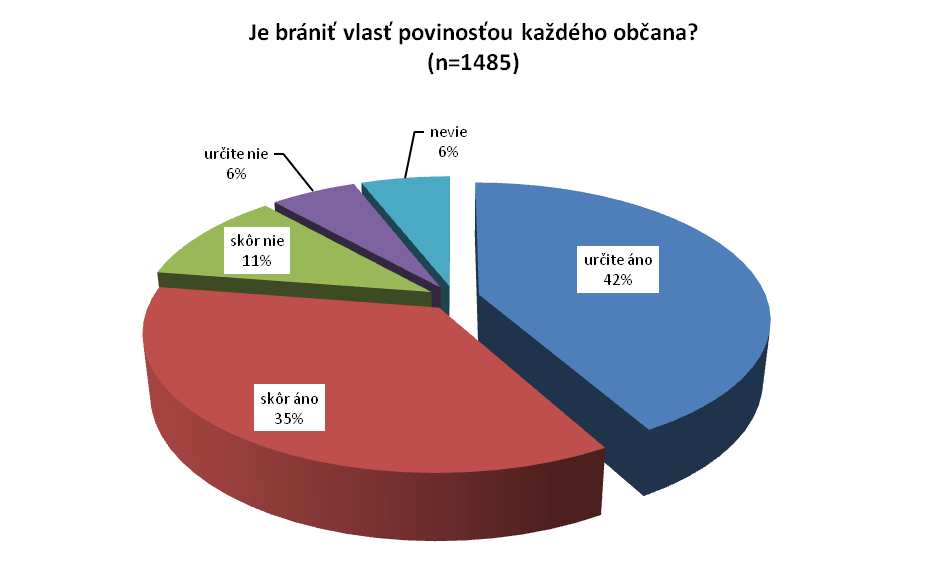 Je brániť vlasť povinosťou každého občana?
(n=1485)
nevie
6%
určite nie
6%
skôr nie
11%
určite áno
42%
skôr áno
35%